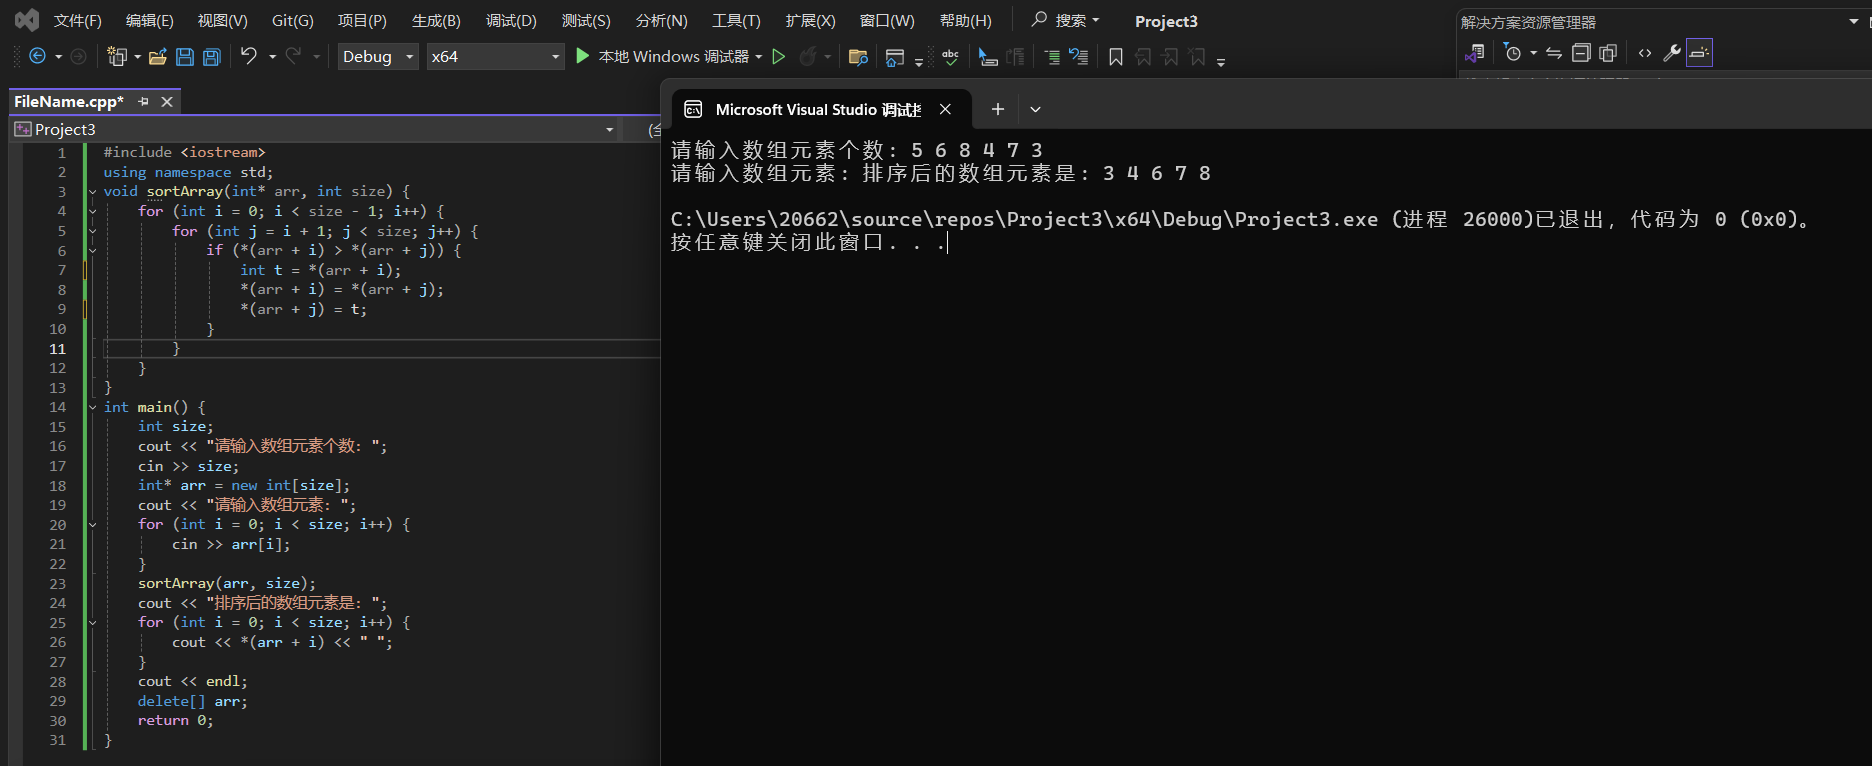 文件(F) 编辑(E) 视图(V) Git(G) 项目(P) 生成(B) 调试(D) 测试(S) 分析(N) 工具(T) 扩展(X) 窗口(W) 帮助(H) 搜索 Project3
解决方案资源管理器
Debug x64 本地 Windows 调试器 abc
FileName.cpp*
Project3
1 #include <iostream>
2 using namespace std;
3 void sortArray(int* arr, int size) {
4 for (int i = 0; i < size - 1; i++) {
5 for (int j = i + 1; j < size; j++) {
6 if (*(arr + i) > *(arr + j)) {
7 int t = *(arr + i);
8 *(arr + i) = *(arr + j);
9 *(arr + j) = t;
10 }
11 }
12 }
13 }
14 int main() {
15 int size;
16 cout << "请输入数组元素个数: ";
17 cin >> size;
18 int* arr = new int[size];
19 cout << "请输入数组元素: ";
20 for (int i = 0; i < size; i++) {
21 cin >> arr[i];
22 }
23 sortArray(arr, size);
24 cout << "排序后的数组元素是: ";
25 for (int i = 0; i < size; i++) {
26 cout << *(arr + i) << " ";
27 }
28 cout << endl;
29 delete[] arr;
30 return 0;
31 }
Microsoft Visual Studio 调试
请输入数组元素个数: 5 6 8 4 7 3
请输入数组元素: 排序后的数组元素是: 3 4 6 7 8
C:\Users\20662\source\repos\Project3\x64\Debug\Project3.exe (进程 26000)已退出，代码为 0 (0x0)。
按任意键关闭此窗口. . .